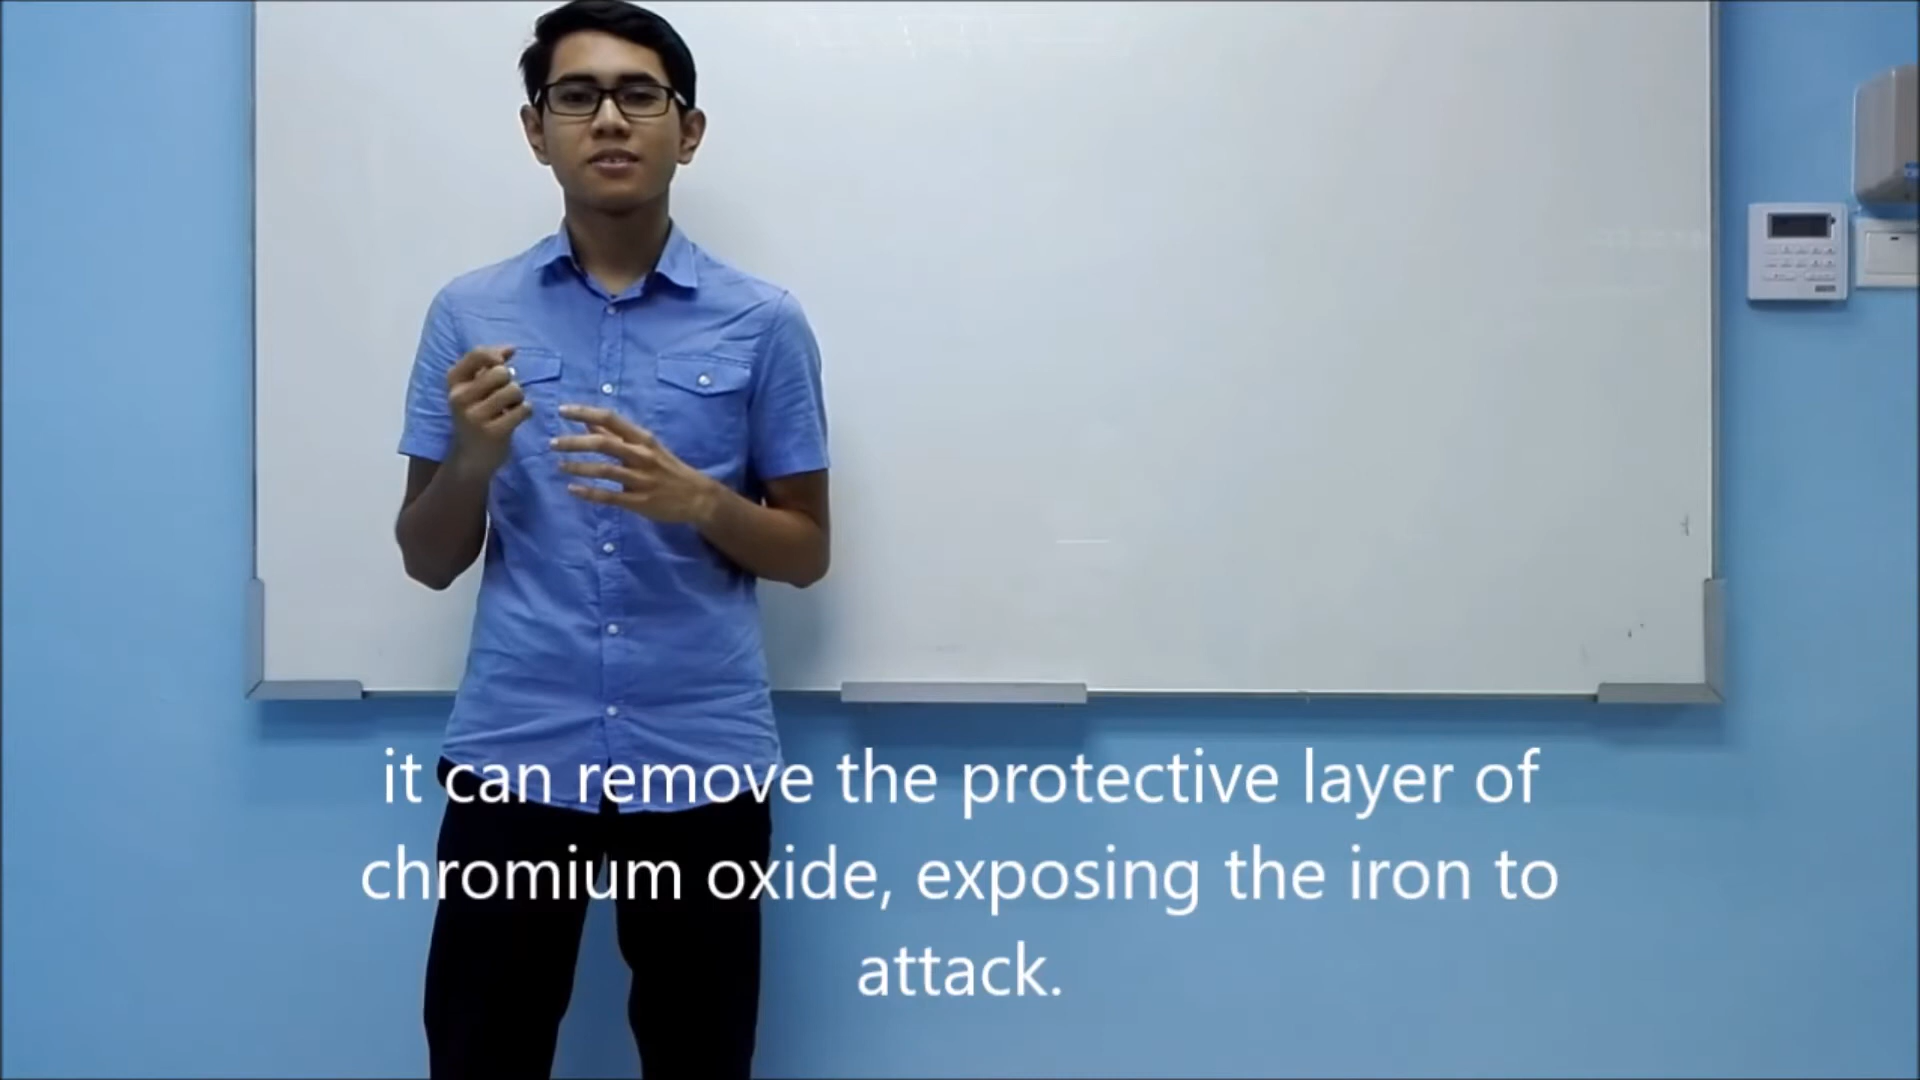 it can remove the protective layer of
chromium oxide, exposing the iron to
attack.